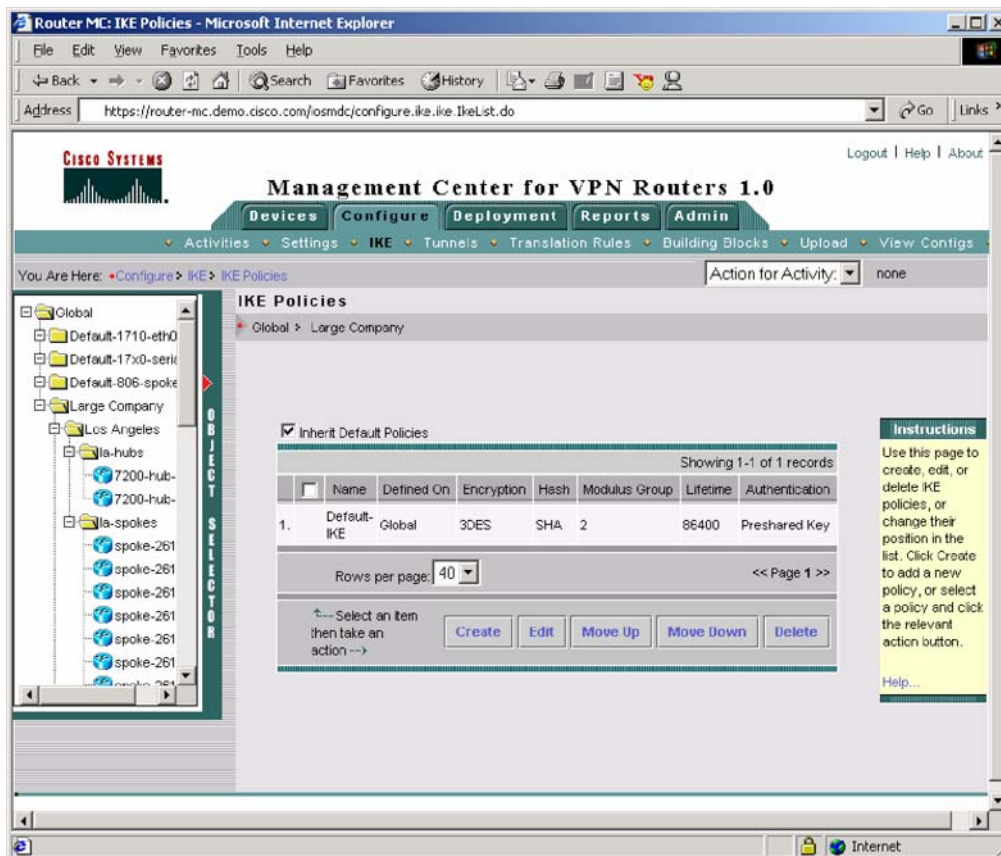 Router MC: IKE Policies - Microsoft Internet Explorer
File Edit View Favorites Tools Help
Back Search Favorites History
Address https://router-mc.demo.cisco.com/iosmdc/configure.ike.ike.IkeList.do Go Links »
CISCO SYSTEMS
Logout | Help | About
Management Center for VPN Routers 1.0
Devices Configure Deployment Reports Admin
Activities Settings IKE Tunnels Translation Rules Building Blocks Upload View Configs
You Are Here: Configure > IKE > IKE Policies
Action for Activity: none
Global
Default-1710-eth0
Default-17x0-seria
Default-806-spoke
Large Company
Los Angeles
la-hubs
7200-hub-
7200-hub-
la-spokes
spoke-261
spoke-261
spoke-261
spoke-261
spoke-261
spoke-261
OBJECT SELECTOR
IKE Policies
Global > Large Company
Inherit Default Policies
Showing 1-1 of 1 records
Name Defined On Encryption Hash Modulus Group Lifetime Authentication
1. Default-IKE Global 3DES SHA 2 86400 Preshared Key
Rows per page: 40 << Page 1 >>
Select an item
then take an
action -->
Create Edit Move Up Move Down Delete
Instructions
Use this page to
create, edit, or
delete IKE
policies, or
change their
position in the
list. Click Create
to add a new
policy, or select
a policy and click
the relevant
action button.
Help...
Internet